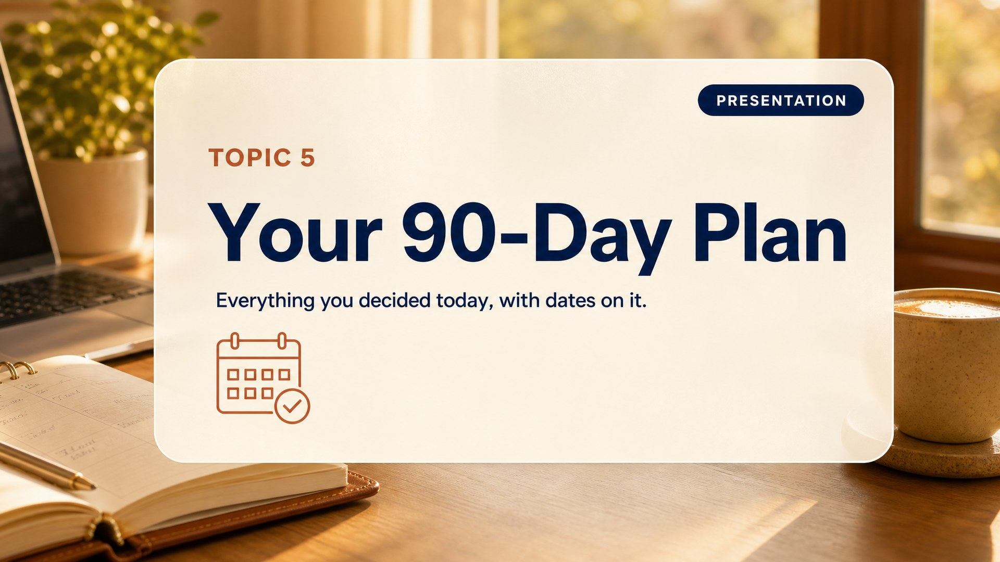 PRESENTATION
TOPIC 5
Your 90-Day Plan
Everything you decided today, with dates on it.